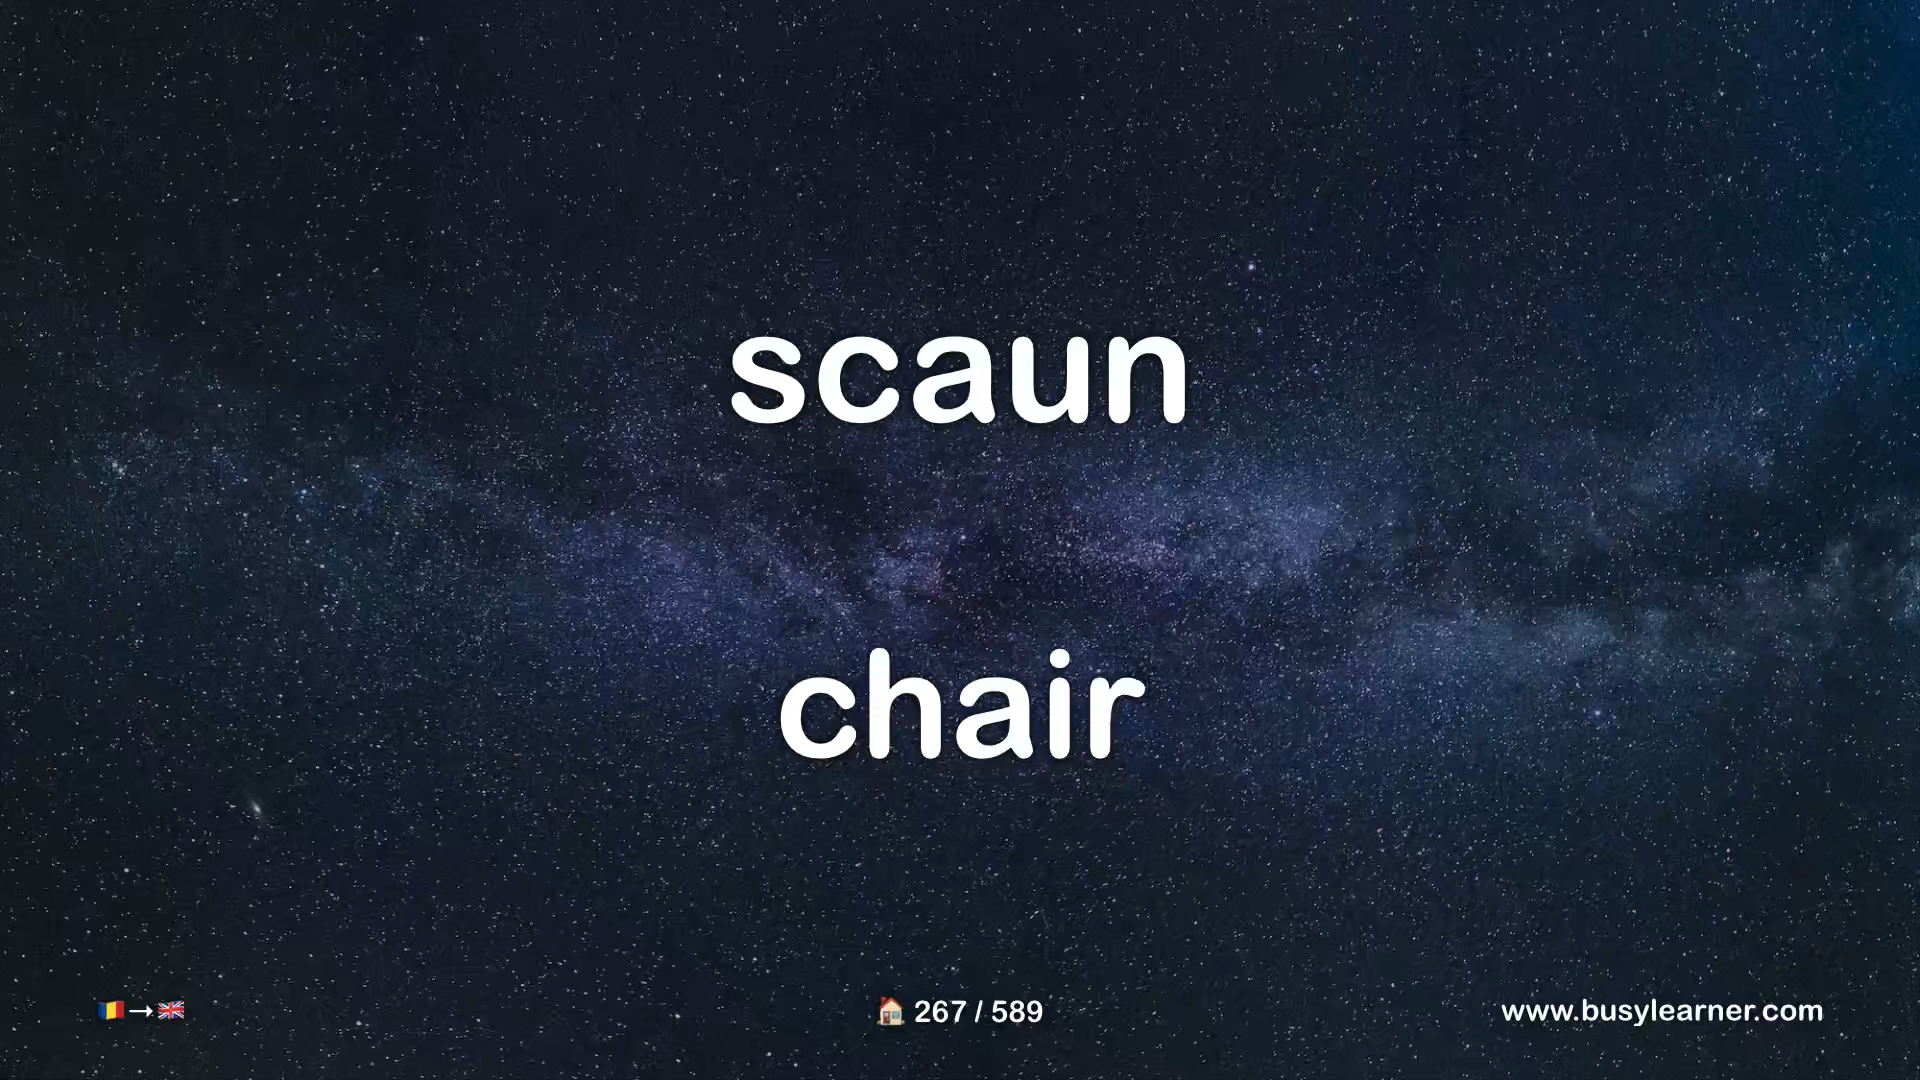 scaun
chair
🇷🇴→🇬🇧
🏠 267 / 589
www.busylearner.com